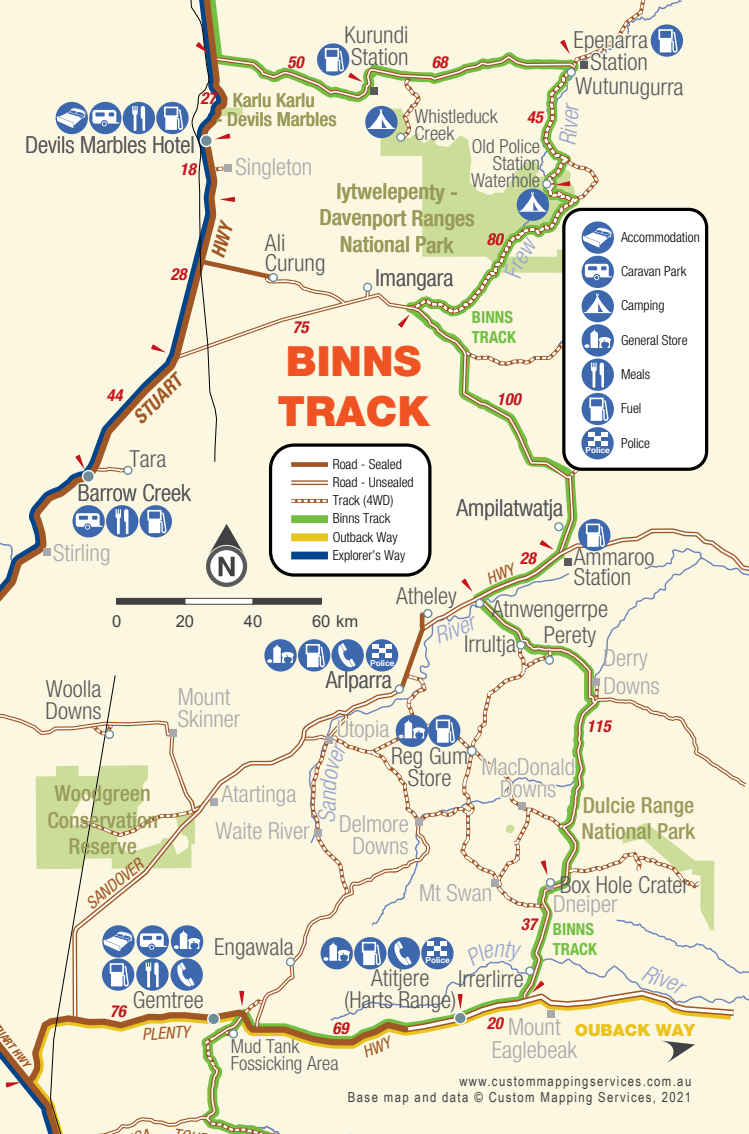 Kurundi
Station
Epenarra
Station
Wutunugurra
50
68
27
Karlu Karlu
Devils Marbles
Devils Marbles Hotel
Whistleduck
Creek
45
River
Old Police
Station
Waterhole
18
Singleton
Iytwelepenty -
Davenport Ranges
National Park
HWY
80
Frew
Ali
Curung
28
Imangara
75
BINNS
TRACK
BINNS
TRACK
Accommodation
Caravan Park
Camping
General Store
Meals
Fuel
Police
Police
44
STUART
100
Tara
Barrow Creek
Road - Sealed
Road - Unsealed
Track (4WD)
Binns Track
Outback Way
Explorer's Way
Stirling
N
0
20
40
60 km
Ampilatwatja
28
HWY
Ammaroo
Station
Atheley
Atnwengerrpe
River
Irrultja
Perety
Police
Arlparra
Derry
Downs
Woolla
Downs
Mount
Skinner
Utopia
115
Reg Gum
Store
Sandover
MacDonald
Downs
Woodgreen
Conservation
Reserve
Atartinga
Waite River
Delmore
Downs
Dulcie Range
National Park
SANDOVER
Mt Swan
Box Hole Crater
Dneiper
37
BINNS
TRACK
Engawala
Police
Plenty
Irrerlirre
River
Gemtree
Atitjere
(Harts Range)
76
PLENTY
69
HWY
20
Mount
Eaglebeak
OUBACK WAY
Mud Tank
Fossicking Area
UART HWY
www.custommappingservices.com.au
Base map and data © Custom Mapping Services, 2021